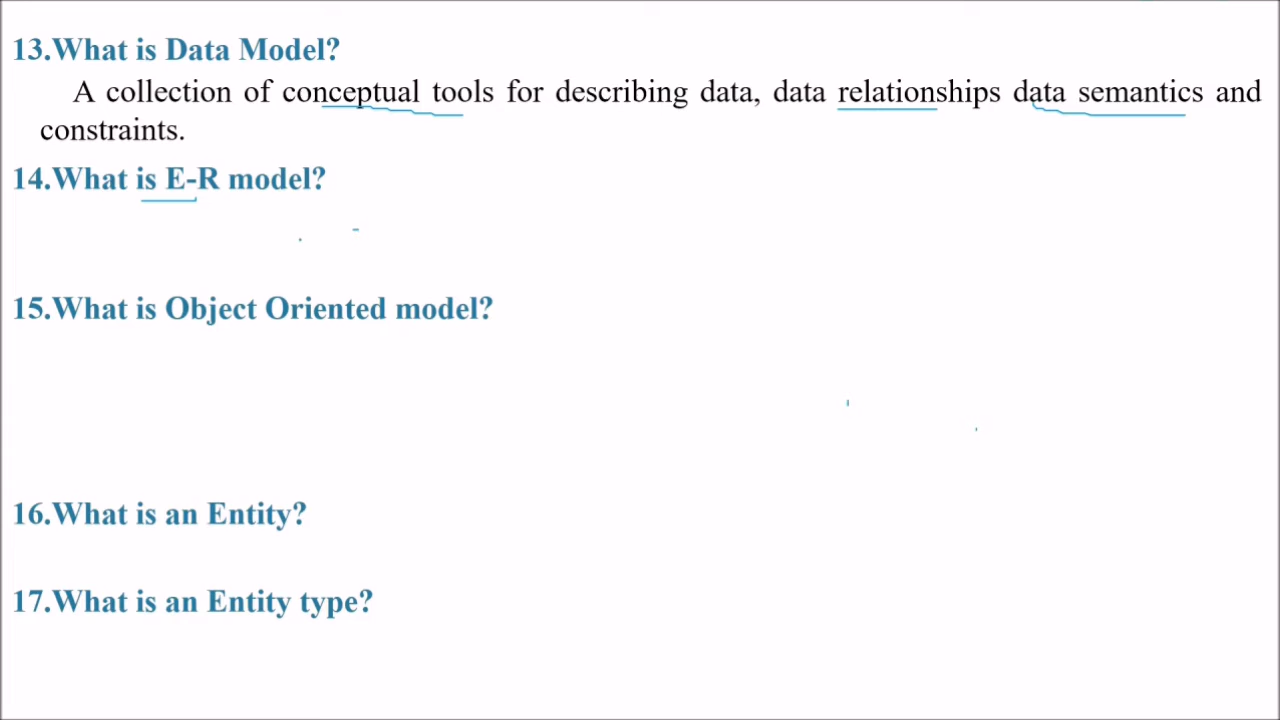 13.What is Data Model?
A collection of conceptual tools for describing data, data relationships data semantics and
constraints.
14.What is E-R model?
15.What is Object Oriented model?
16.What is an Entity?
17.What is an Entity type?